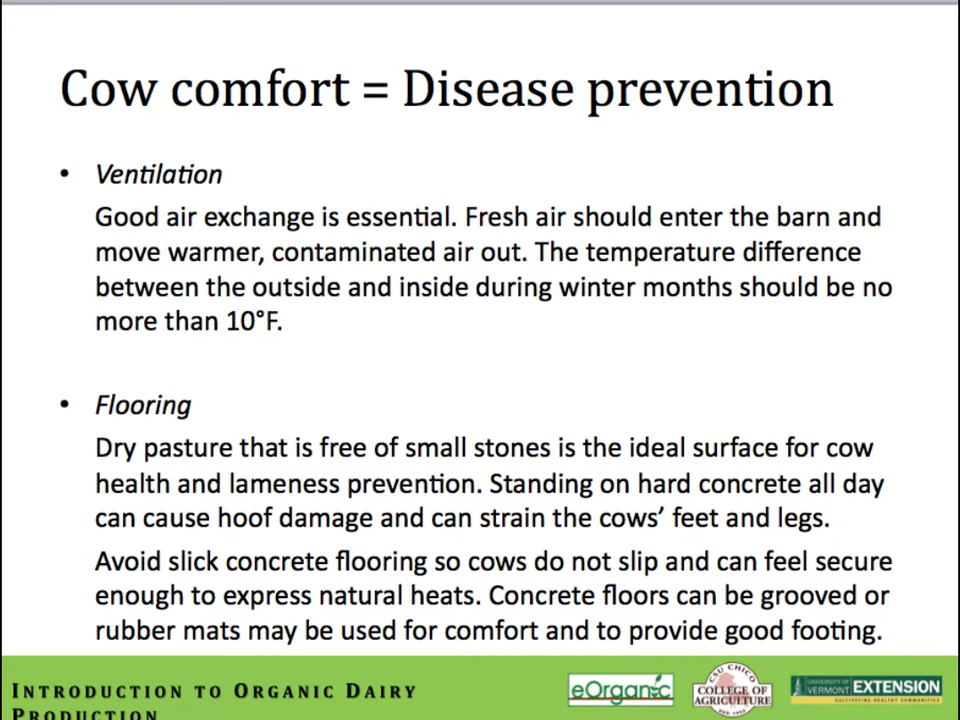 Cow comfort = Disease prevention
• Ventilation
Good air exchange is essential. Fresh air should enter the barn and
move warmer, contaminated air out. The temperature difference
between the outside and inside during winter months should be no
more than 10°F.
• Flooring
Dry pasture that is free of small stones is the ideal surface for cow
health and lameness prevention. Standing on hard concrete all day
can cause hoof damage and can strain the cows' feet and legs.
Avoid slick concrete flooring so cows do not slip and can feel secure
enough to express natural heats. Concrete floors can be grooved or
rubber mats may be used for comfort and to provide good footing.
INTRODUCTION TO ORGANIC DAIRY
PRODUCTION
eOrganic
CSU CHICO
COLLEGE OF
AGRICULTURE
UNIVERSITY OF
VERMONT EXTENSION
CULTIVATING HEALTHY COMMUNITIES